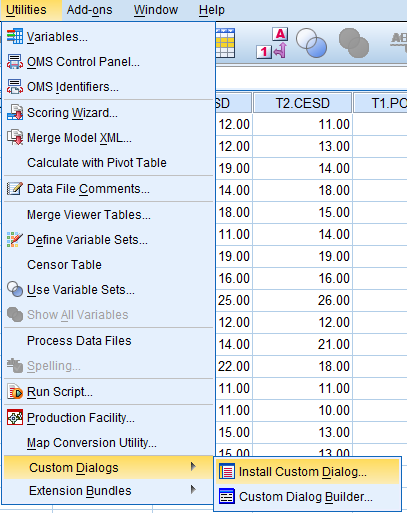 Utilities Add-ons Window Help
Variables...
OMS Control Panel...
OMS Identifiers...
Scoring Wizard...
Merge Model XML...
Calculate with Pivot Table
Data File Comments...
Merge Viewer Tables...
Define Variable Sets...
Censor Table
Use Variable Sets...
Show All Variables
Process Data Files
Spelling...
Run Script...
Production Facility...
Map Conversion Utility...
Custom Dialogs
Extension Bundles
Install Custom Dialog...
Custom Dialog Builder...
A
1
SD T2.CESD T1.PC
12.00 11.00
12.00 13.00
19.00 14.00
14.00 18.00
18.00 15.00
11.00 14.00
19.00 19.00
16.00 16.00
25.00 26.00
12.00 12.00
14.00 21.00
22.00 18.00
11.00 11.00
11.00 10.00
15.00 13.00
13.00 13.00